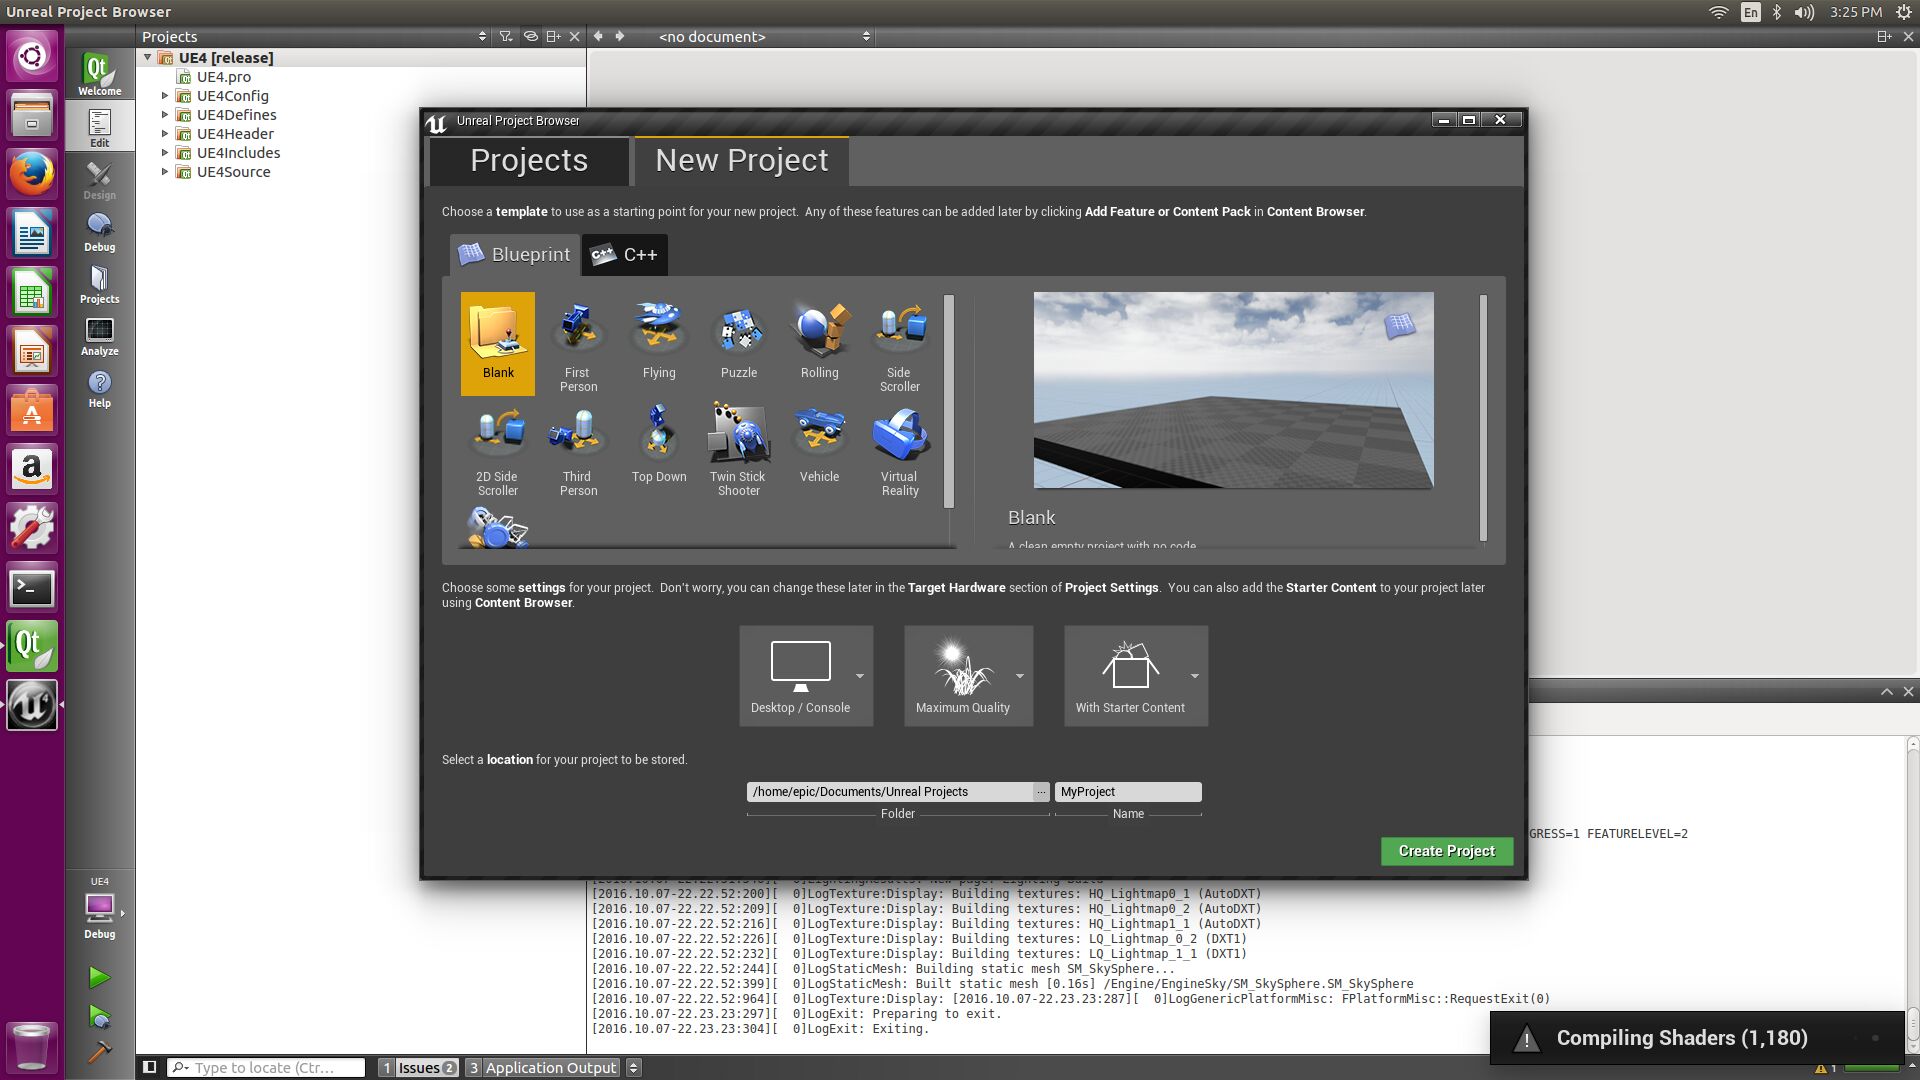 Unreal Project Browser
En
3:25 PM
Projects
<no document>
Welcome
Edit
Design
Debug
Projects
Analyze
Help
UE4 [release]
UE4.pro
UE4Config
UE4Defines
UE4Header
UE4Includes
UE4Source
Unreal Project Browser
Projects
New Project
Choose a template to use as a starting point for your new project.  Any of these features can be added later by clicking Add Feature or Content Pack in Content Browser.
Blueprint
C++
C++
Blank
First
Person
Flying
Puzzle
Rolling
Side
Scroller
2D Side
Scroller
Third
Person
Top Down
Twin Stick
Shooter
Vehicle
Virtual
Reality
Blank
A clean empty project with no code.
Choose some settings for your project.  Don't worry, you can change these later in the Target Hardware section of Project Settings.  You can also add the Starter Content to your project later
using Content Browser.
Desktop / Console
Maximum Quality
With Starter Content
Select a location for your project to be stored.
/home/epic/Documents/Unreal Projects
...
MyProject
Folder
Name
Create Project
GRESS=1 FEATURELEVEL=2
[2016.10.07-22.22.52:200][  0]LogTexture:Display: Building textures: HQ_Lightmap0_1 (AutoDXT)
[2016.10.07-22.22.52:209][  0]LogTexture:Display: Building textures: HQ_Lightmap0_2 (AutoDXT)
[2016.10.07-22.22.52:216][  0]LogTexture:Display: Building textures: HQ_Lightmap1_1 (AutoDXT)
[2016.10.07-22.22.52:226][  0]LogTexture:Display: Building textures: LQ_Lightmap_0_2 (DXT1)
[2016.10.07-22.22.52:232][  0]LogTexture:Display: Building textures: LQ_Lightmap_1_1 (DXT1)
[2016.10.07-22.22.52:244][  0]LogStaticMesh: Building static mesh SM_SkySphere...
[2016.10.07-22.22.52:399][  0]LogStaticMesh: Built static mesh [0.16s] /Engine/EngineSky/SM_SkySphere.SM_SkySphere
[2016.10.07-22.22.52:964][  0]LogTexture:Display: [2016.10.07-22.23.23:287][  0]LogGenericPlatformMisc: FPlatformMisc::RequestExit(0)
[2016.10.07-22.23.23:297][  0]LogExit: Preparing to exit.
[2016.10.07-22.23.23:304][  0]LogExit: Exiting.
UE4
Debug
Compiling Shaders (1,180)
Type to locate (Ctr...
1 Issues 2
3 Application Output
1